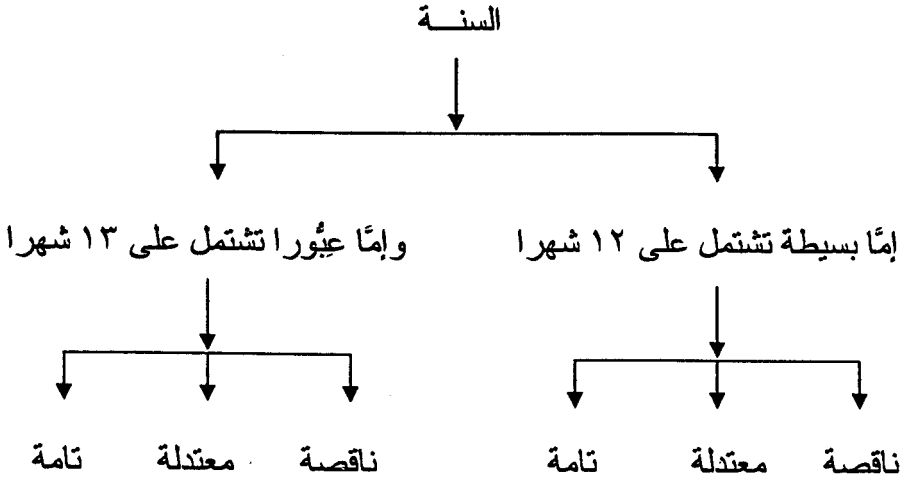 السنــة
إمَّا بسيطة تشتمل على ١٢ شهرا
وإمَّا عِبُّورا تشتمل على ١٣ شهرا
ناقصة معتدلة تامة
ناقصة معتدلة تامة